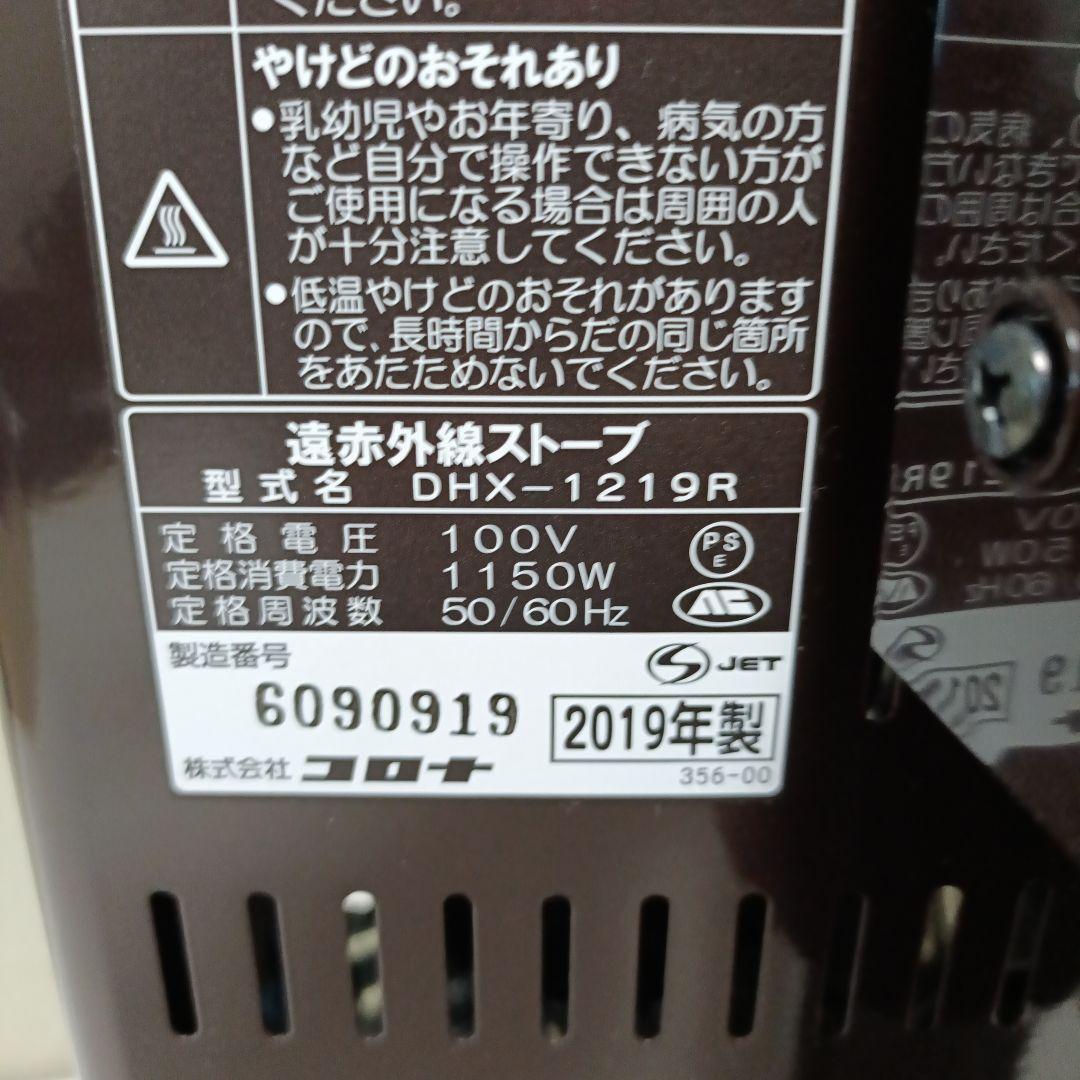 ください。
やけどのおそれあり
●乳幼児やお年寄り、病気の方
など自分で操作できない方が
ご使用になる場合は周囲の人
が十分注意してください。
●低温やけどのおそれがあります
ので、長時間からだの同じ箇所
をあたためないでください。
遠赤外線ストーブ
型式名 DHX-1219R
定格電圧 100V
定格消費電力 1150W
定格周波数 50/60Hz
PS
E
製造番号
S JET
6090919
2019年製
株式会社 コロナ
356-00